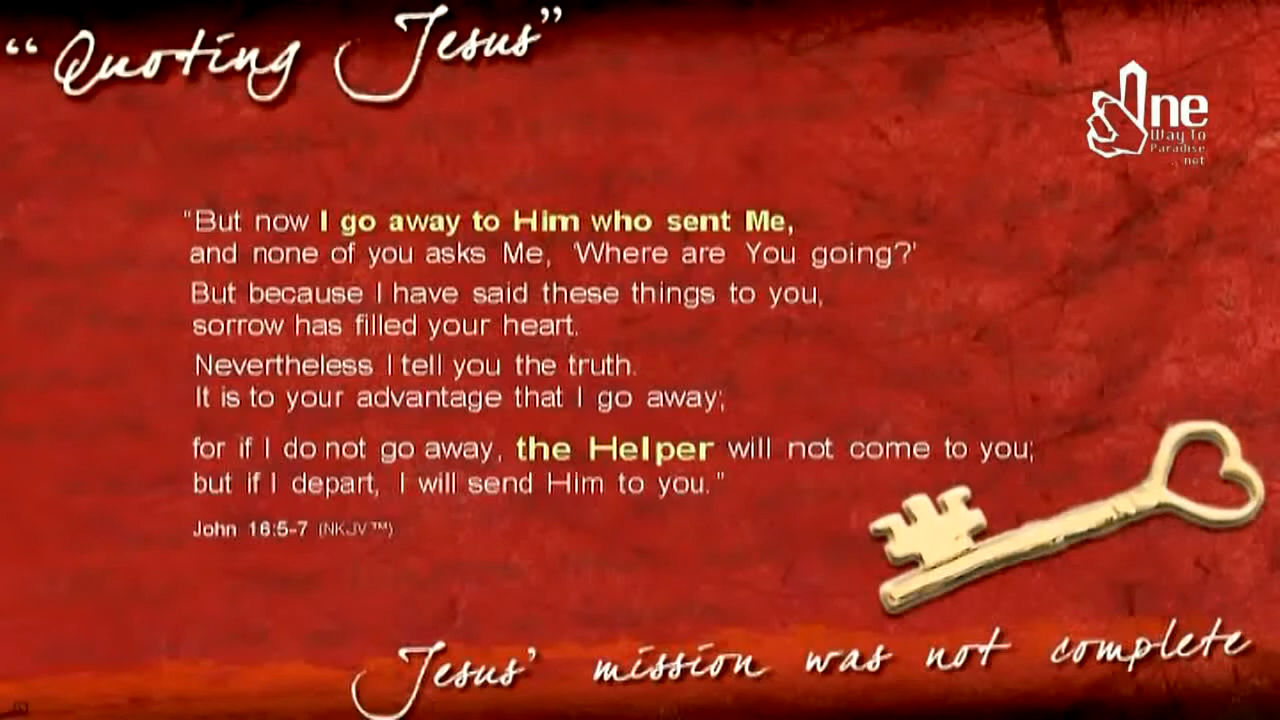 “Quoting Jesus”
One
Way To
Paradise
.net
“But now I go away to Him who sent Me,
and none of you asks Me, ‘Where are You going?’
But because I have said these things to you,
sorrow has filled your heart.
Nevertheless I tell you the truth.
It is to your advantage that I go away;
for if I do not go away, the Helper will not come to you;
but if I depart, I will send Him to you.”
John 16:5-7 (NKJV™)
Jesus’ mission was not complete